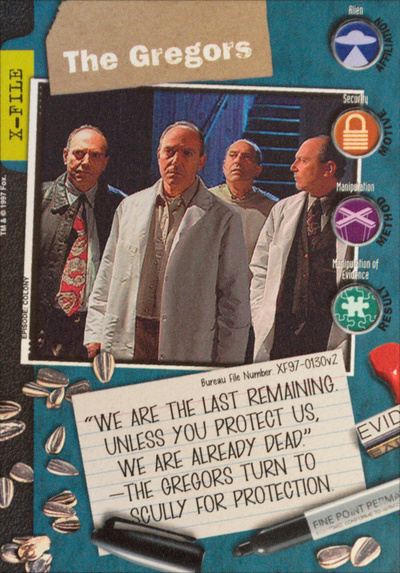 The Gregors
X-FILE
TM & © 1997 Fox.
EPISODE: COLONY
Alien
AFFILIATION
Security
MOTIVE
Manipulation
METHOD
Manipulation of
Evidence
RESULT
Bureau File Number XF97-0130v2
"WE ARE THE LAST REMAINING.
UNLESS YOU PROTECT US,
WE ARE ALREADY DEAD."
—THE GREGORS TURN TO
SCULLY FOR PROTECTION.
EVID
FINE POINT PERMA